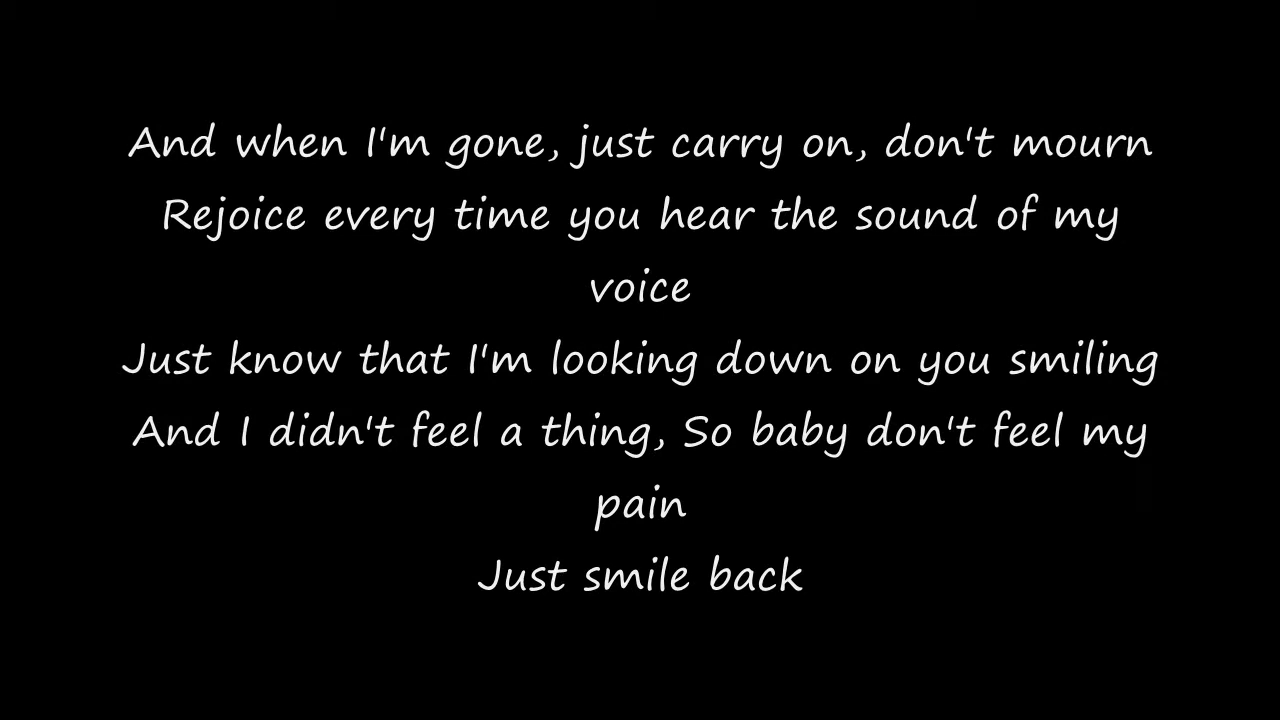 And when I'm gone, just carry on, don't mourn
Rejoice every time you hear the sound of my
voice
Just know that I'm looking down on you smiling
And I didn't feel a thing, So baby don't feel my
pain
Just smile back